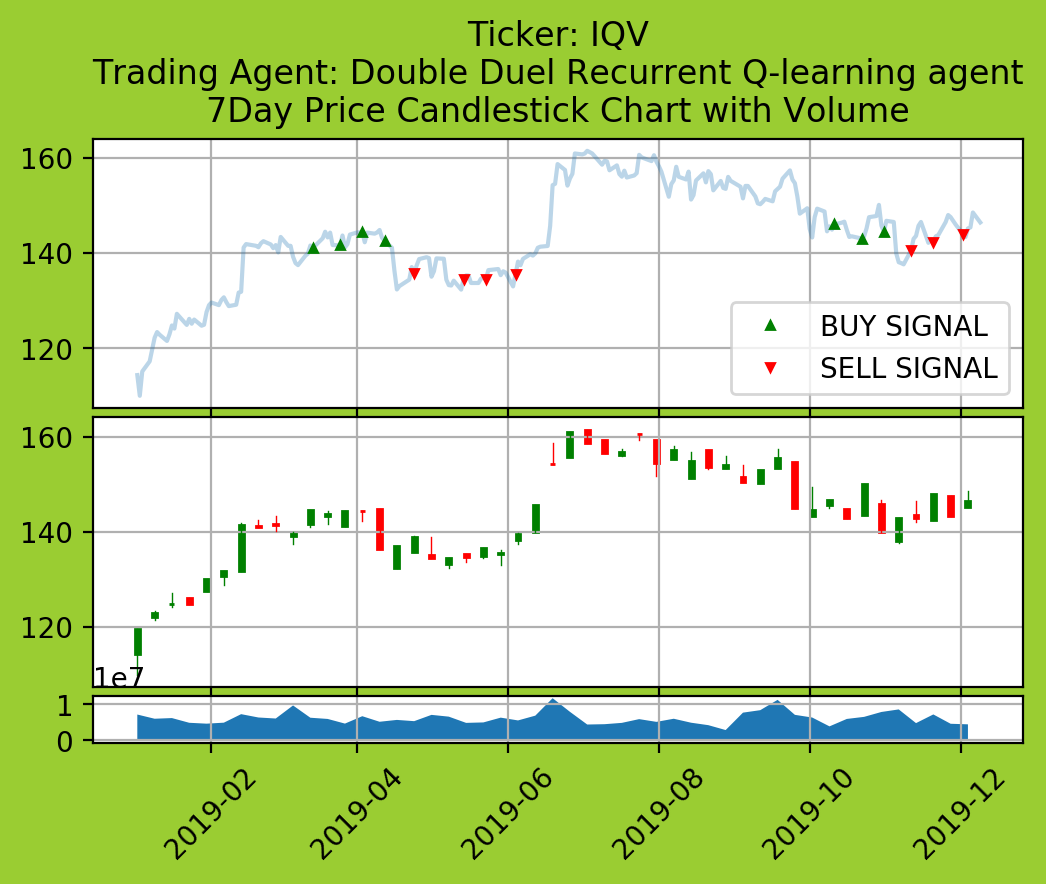 Ticker: IQV
Trading Agent: Double Duel Recurrent Q-learning agent
7Day Price Candlestick Chart with Volume
160
140
120
BUY SIGNAL
SELL SIGNAL
160
140
120
1e7
1
0
2019-02
2019-04
2019-06
2019-08
2019-10
2019-12